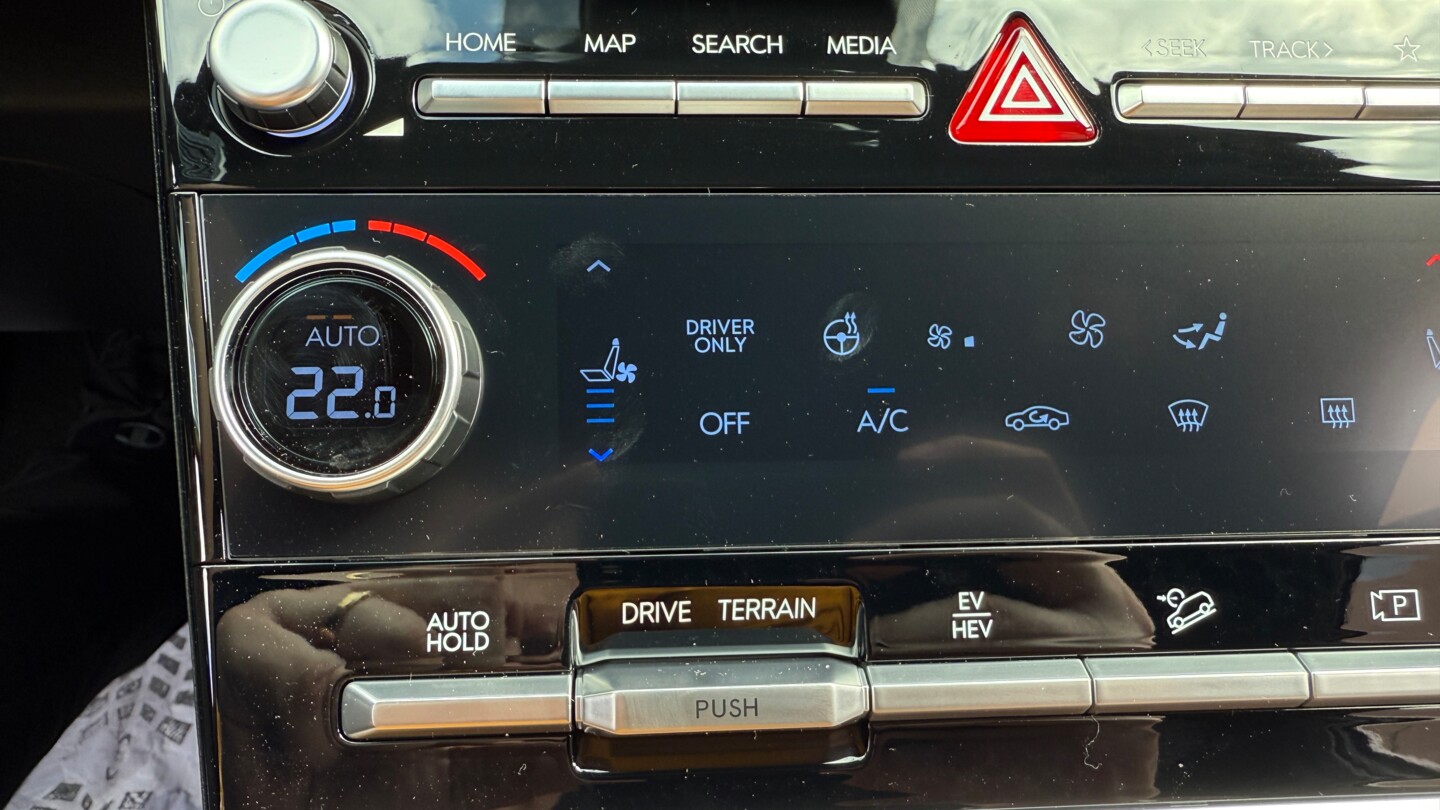 HOME MAP SEARCH MEDIA <SEEK TRACK>
AUTO
22.0
DRIVER
ONLY
OFF A/C
AUTO
HOLD
DRIVE TERRAIN
PUSH
EV
HEV
P